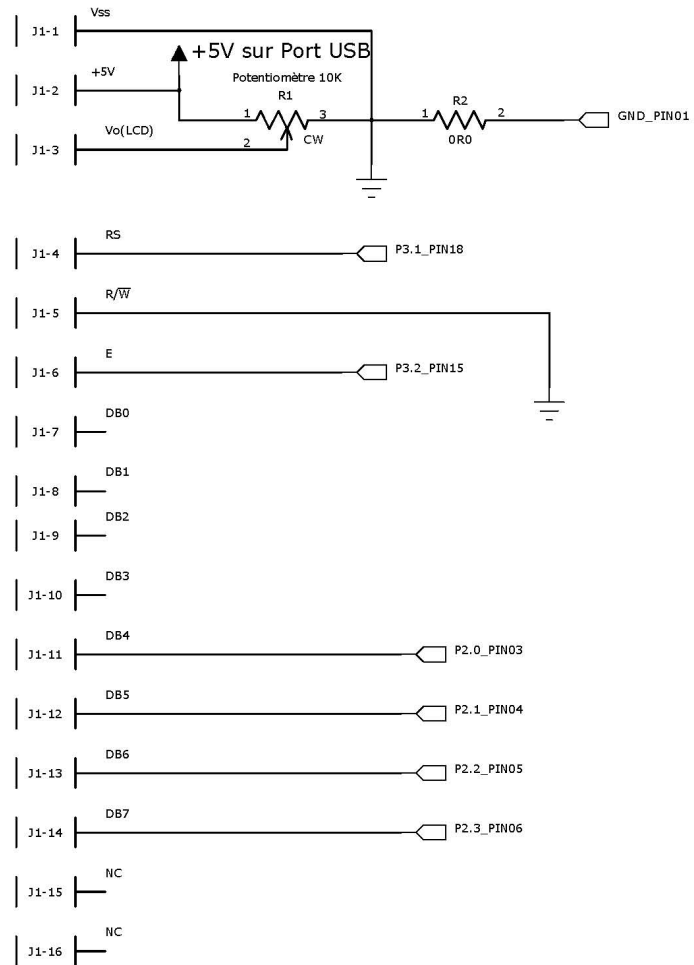 Vss
J1-1
+5V sur Port USB
+5V
J1-2
Potentiomètre 10K
R1
R2
1
3
1
2
GND_PIN01
Vo(LCD)
2
CW
0R0
J1-3
RS
J1-4
P3.1_PIN18
R/W̅
J1-5
E
J1-6
P3.2_PIN15
DB0
J1-7
DB1
J1-8
DB2
J1-9
DB3
J1-10
DB4
J1-11
P2.0_PIN03
DB5
J1-12
P2.1_PIN04
DB6
J1-13
P2.2_PIN05
DB7
J1-14
P2.3_PIN06
NC
J1-15
NC
J1-16